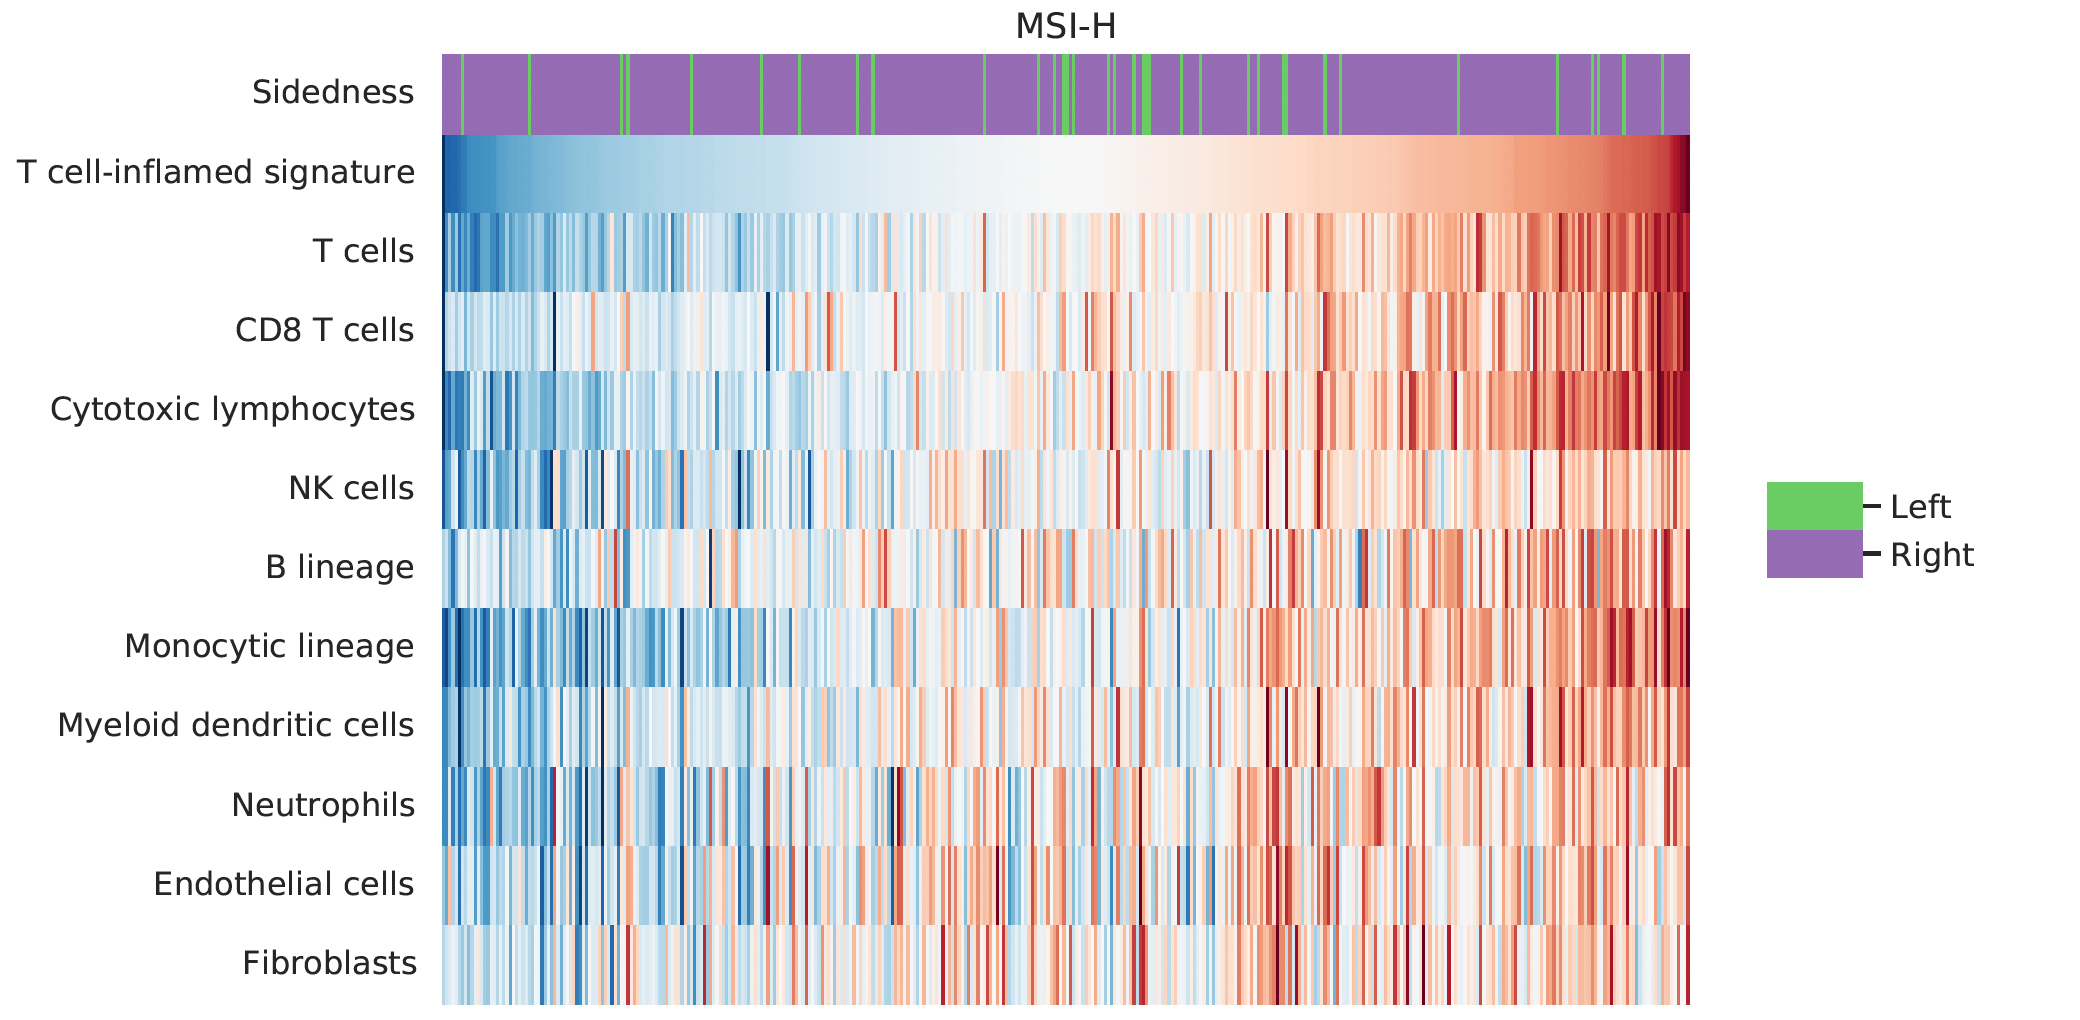 MSI-H
Sidedness
T cell-inflamed signature
T cells
CD8 T cells
Cytotoxic lymphocytes
NK cells
B lineage
Monocytic lineage
Myeloid dendritic cells
Neutrophils
Endothelial cells
Fibroblasts
Left
Right